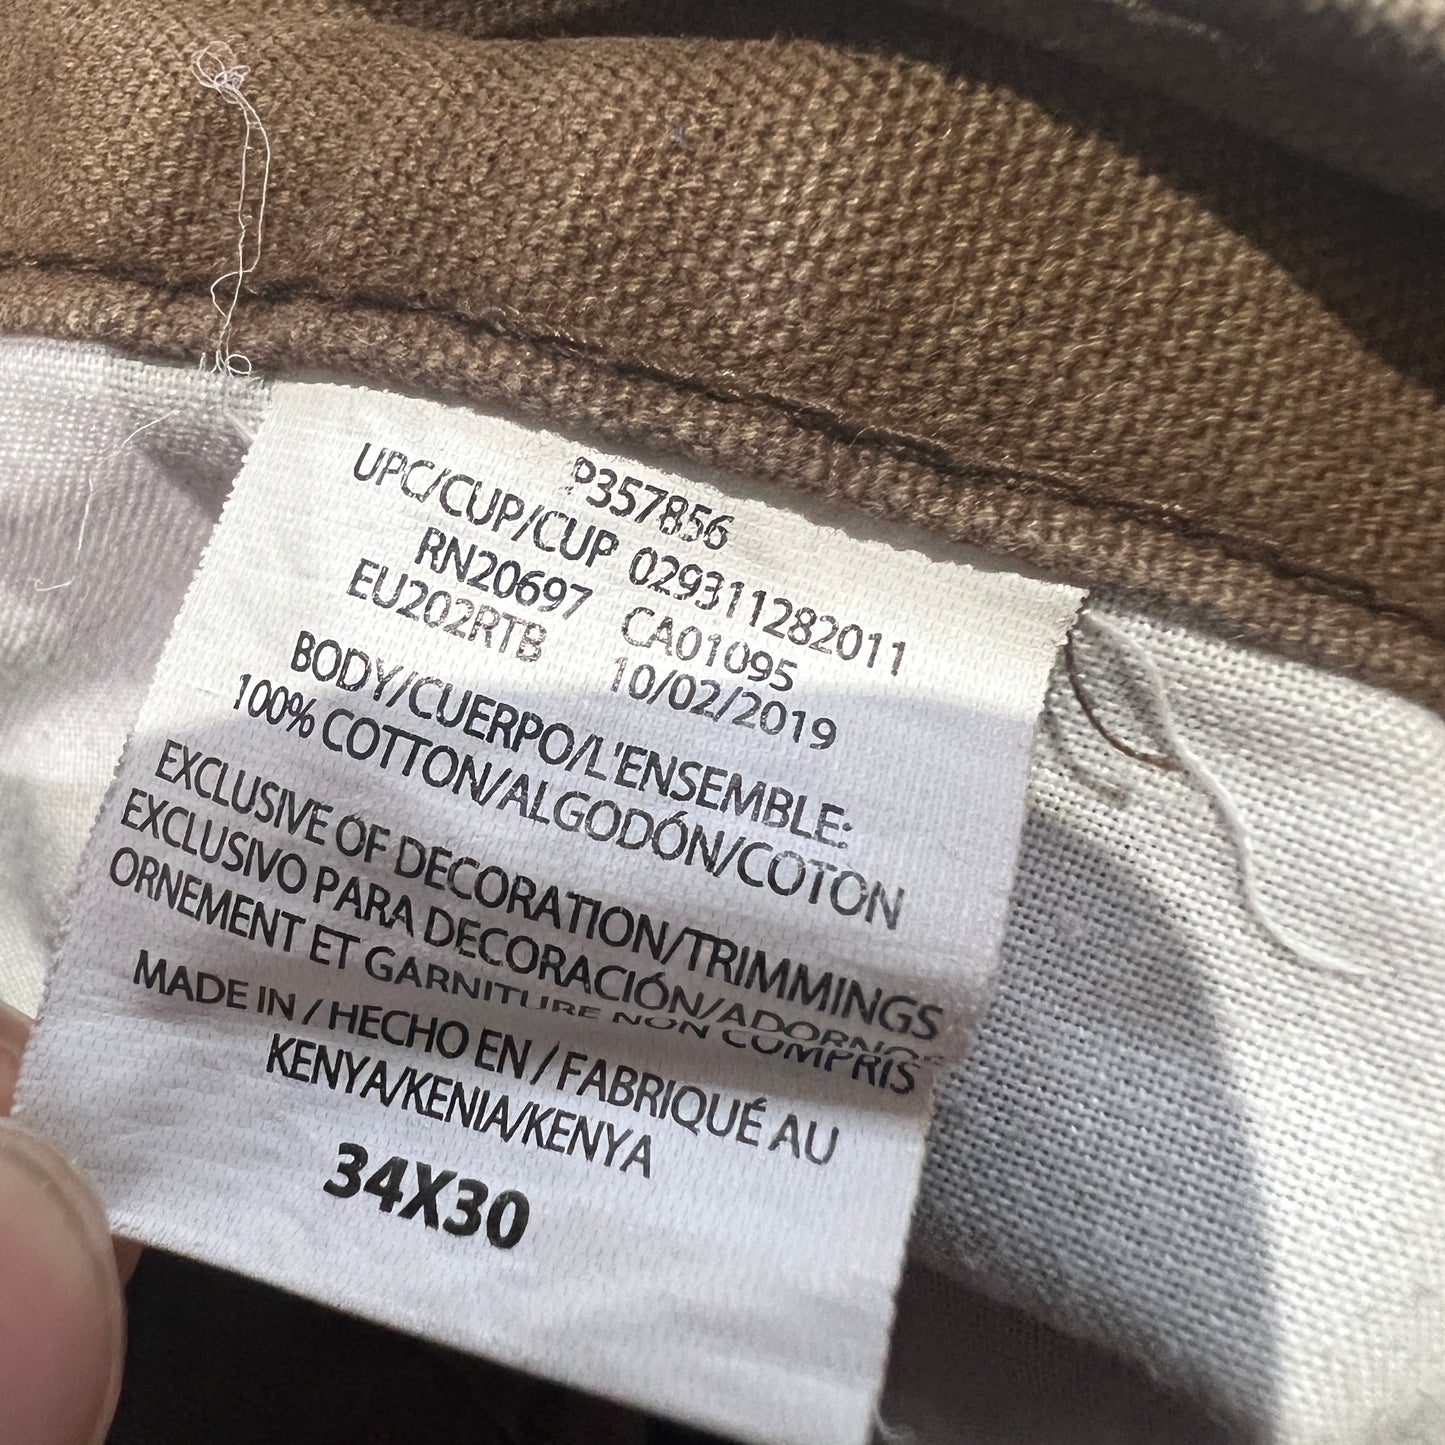 P357856
UPC/CUP/CUP 029311282011
RN20697 CA01095
EU202RTB 10/02/2019
BODY/CUERPO/L'ENSEMBLE:
100% COTTON/ALGODÓN/COTON
EXCLUSIVE OF DECORATION/TRIMMINGS
EXCLUSIVO PARA DECORACIÓN/ADORNOS
ORNEMENT ET GARNITURE NON COMPRIS
MADE IN / HECHO EN / FABRIQUÉ AU
KENYA/KENIA/KENYA
34X30